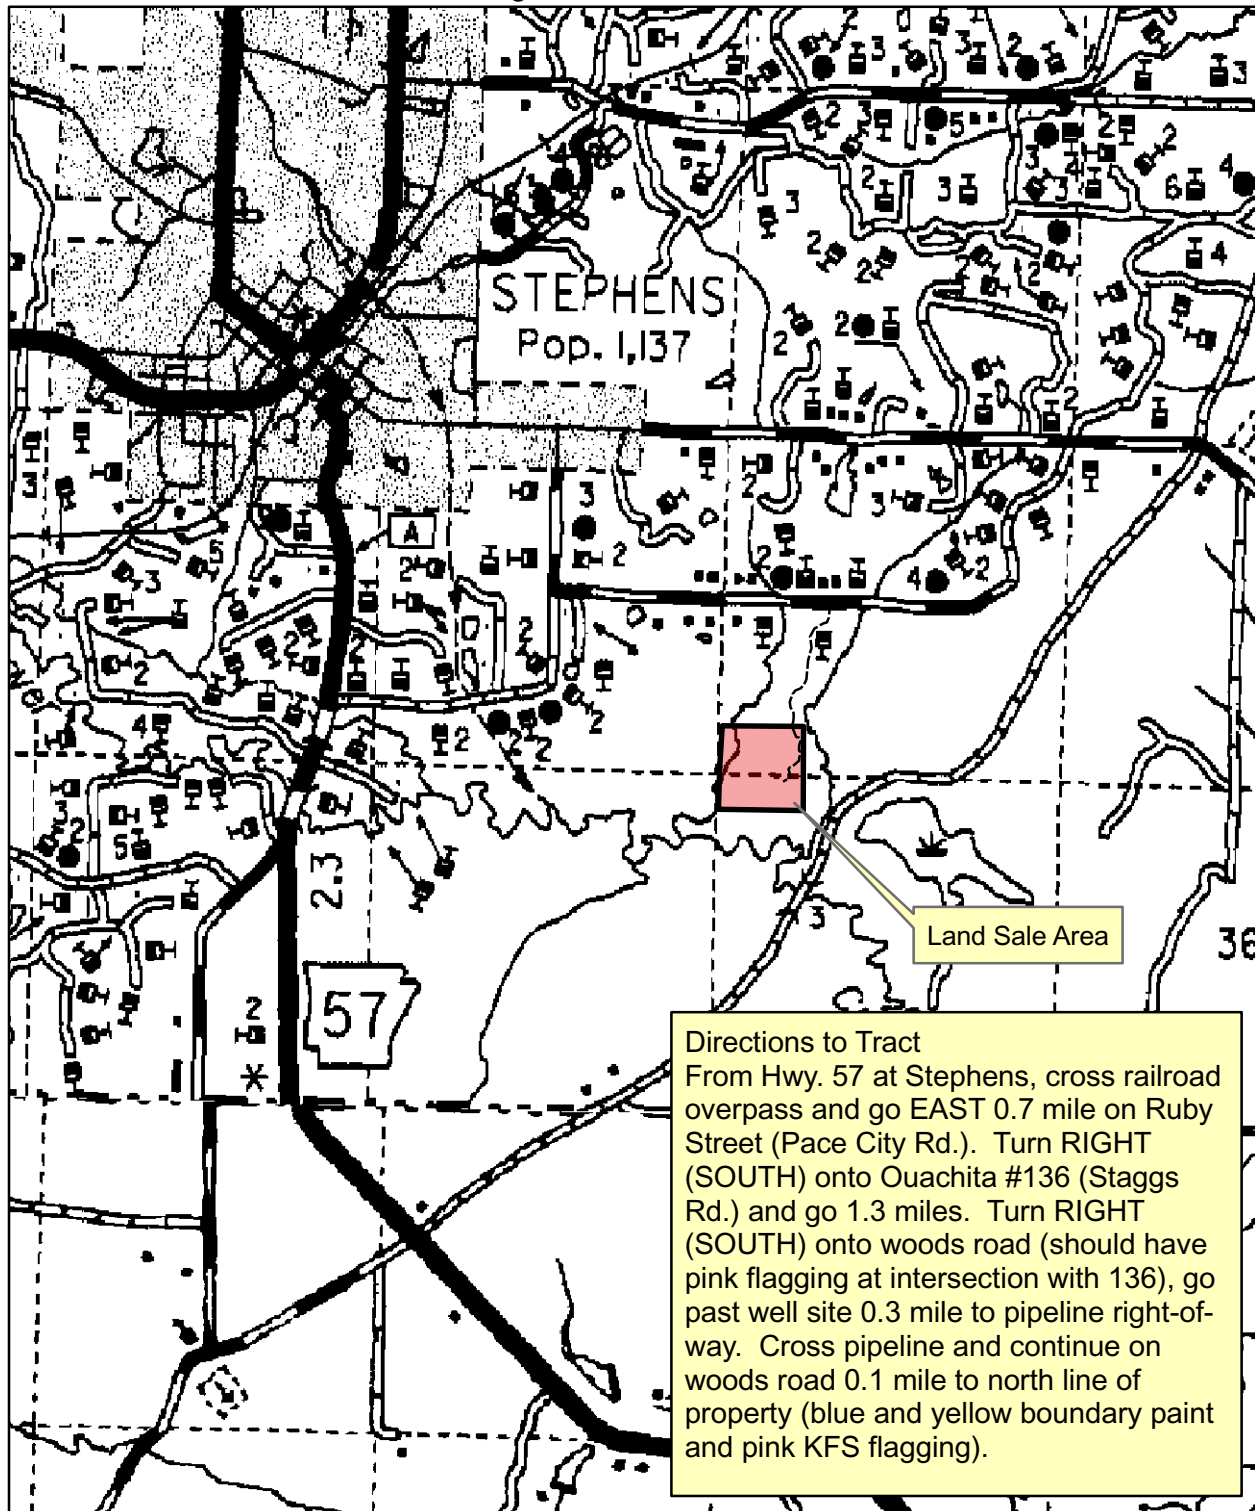 STEPHENS
Pop. 1,137
A
2.3
57
36
Land Sale Area
Directions to Tract
From Hwy. 57 at Stephens, cross railroad
overpass and go EAST 0.7 mile on Ruby
Street (Pace City Rd.).  Turn RIGHT
(SOUTH) onto Ouachita #136 (Staggs
Rd.) and go 1.3 miles.  Turn RIGHT
(SOUTH) onto woods road (should have
pink flagging at intersection with 136), go
past well site 0.3 mile to pipeline right-of-
way.  Cross pipeline and continue on
woods road 0.1 mile to north line of
property (blue and yellow boundary paint
and pink KFS flagging).